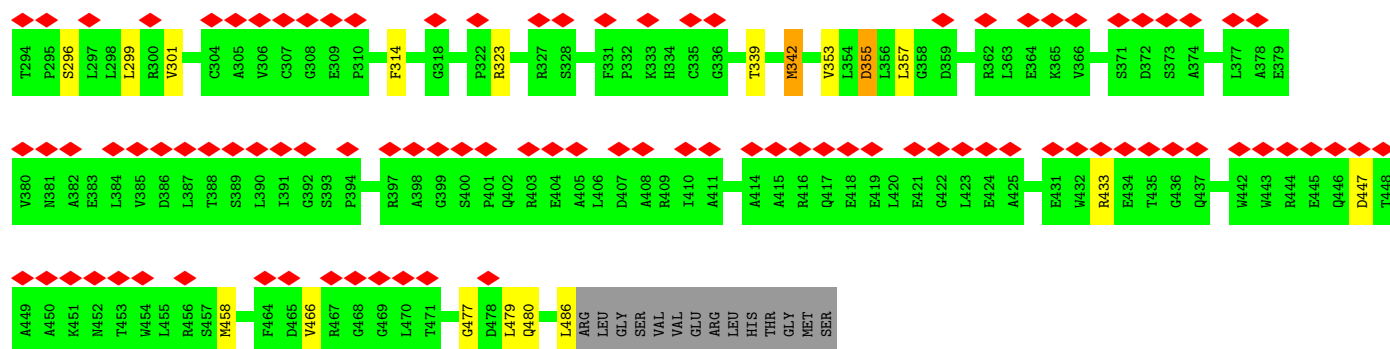 T294 P295 S296 L297 L298 L299 R300 V301 C304 A305 V306 C307 G308 E309 P310 F314 G318 P322 R323 R327 S328 F331 P332 K333 H334 C335 G336 T339 M342 V353 L354 D355 L356 L357 G358 D359 R362 L363 E364 K365 V366 S371 D372 S373 A374 L377 A378 E379
V380 N381 A382 E383 L384 V385 D386 L387 T388 S389 L390 I391 G392 S393 P394 R397 A398 G399 S400 P401 Q402 R403 E404 A405 L406 D407 A408 R409 I410 A411 A414 A415 R416 Q417 E418 E419 L420 E421 G422 L423 E424 A425 E431 W432 R433 E434 T435 G436 Q437 W442 W443 R444 E445 Q446 D447 T448
A449 A450 K451 N452 T453 W454 L455 R456 S457 M458 F464 D465 V466 R467 G468 G469 L470 T471 G477 D478 L479 Q480 L486 ARG LEU GLY SER VAL VAL GLU ARG LEU HIS THR GLY MET SER